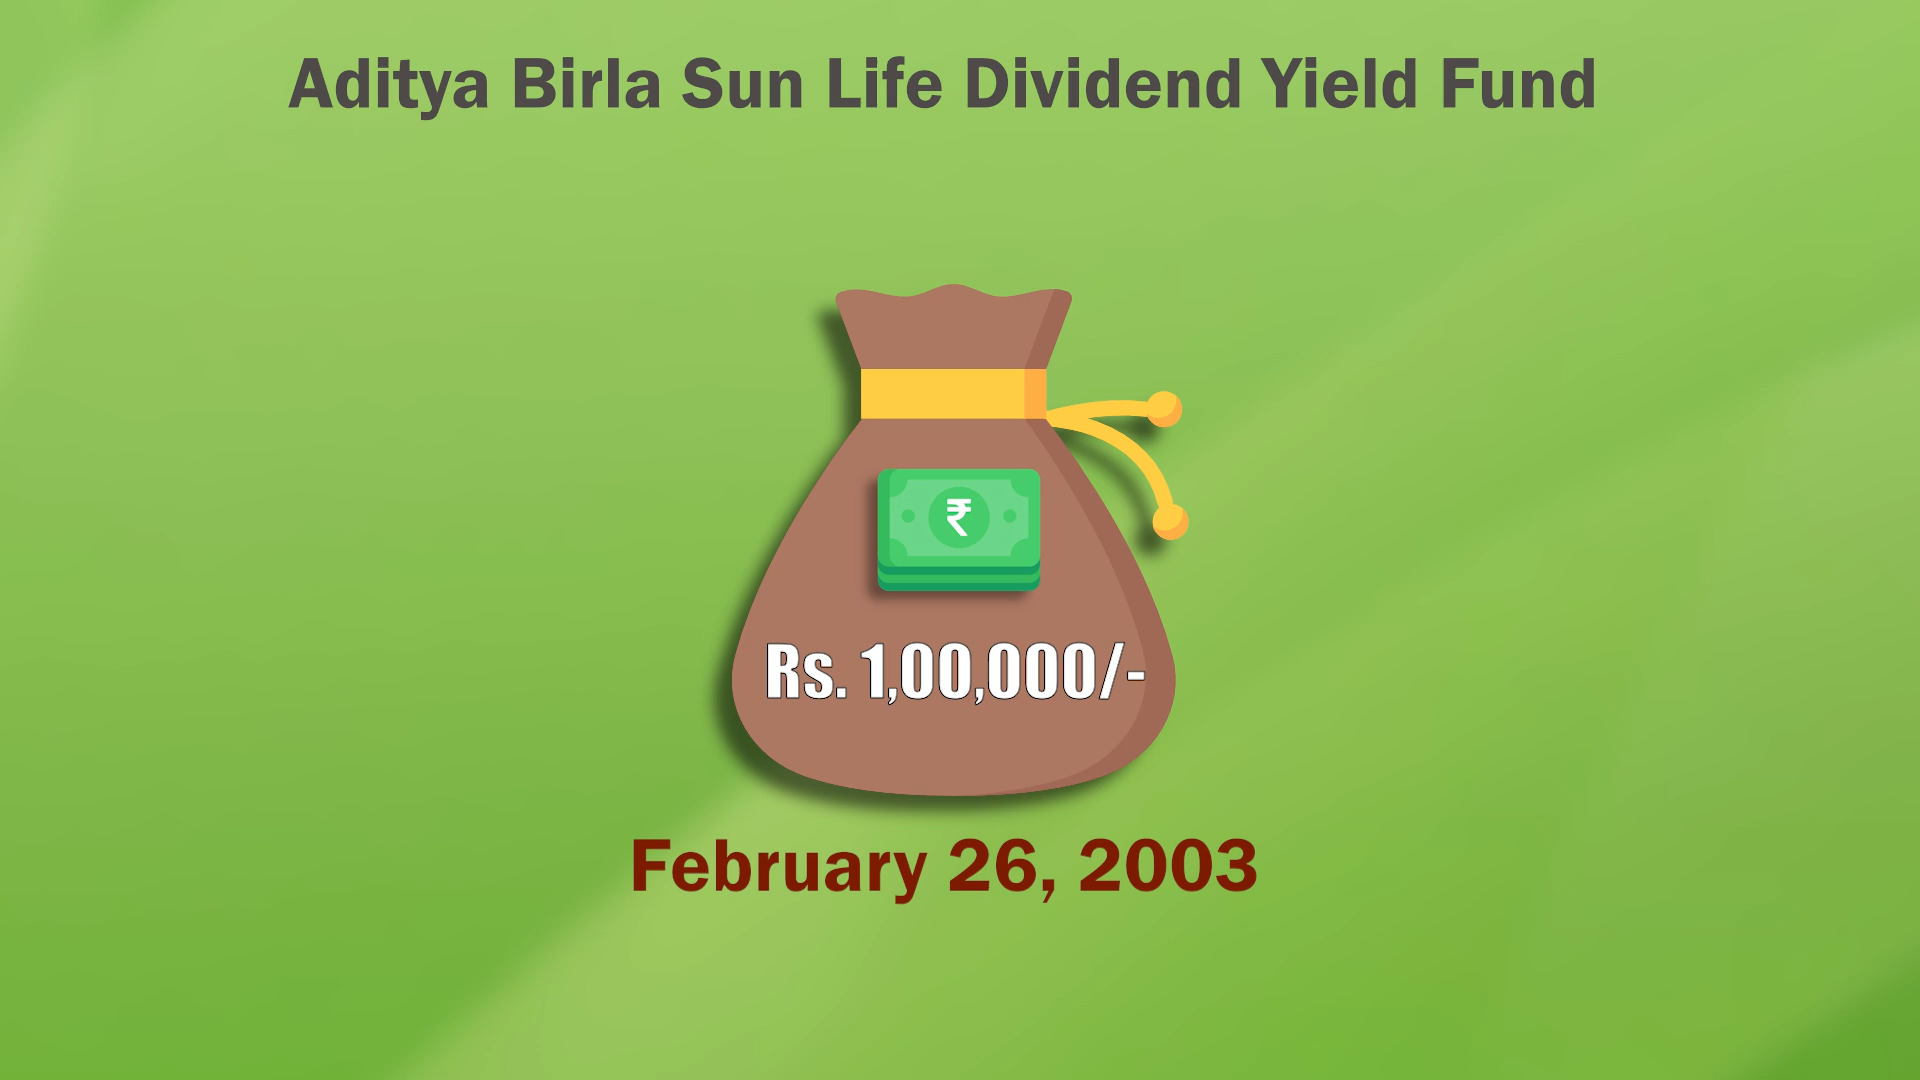 Aditya Birla Sun Life Dividend Yield Fund
₹
Rs. 1,00,000/-
February 26, 2003